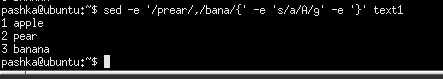 pashka@ubuntu:~$ sed -e '/prear/,/bana/{' -e 's/a/A/g' -e '}' text1
1 apple
2 pear
3 banana
pashka@ubuntu:~$